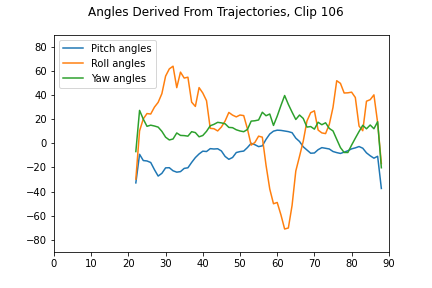 Angles Derived From Trajectories, Clip 106
Pitch angles
Roll angles
Yaw angles
80
60
40
20
0
−20
−40
−60
−80
0 10 20 30 40 50 60 70 80 90